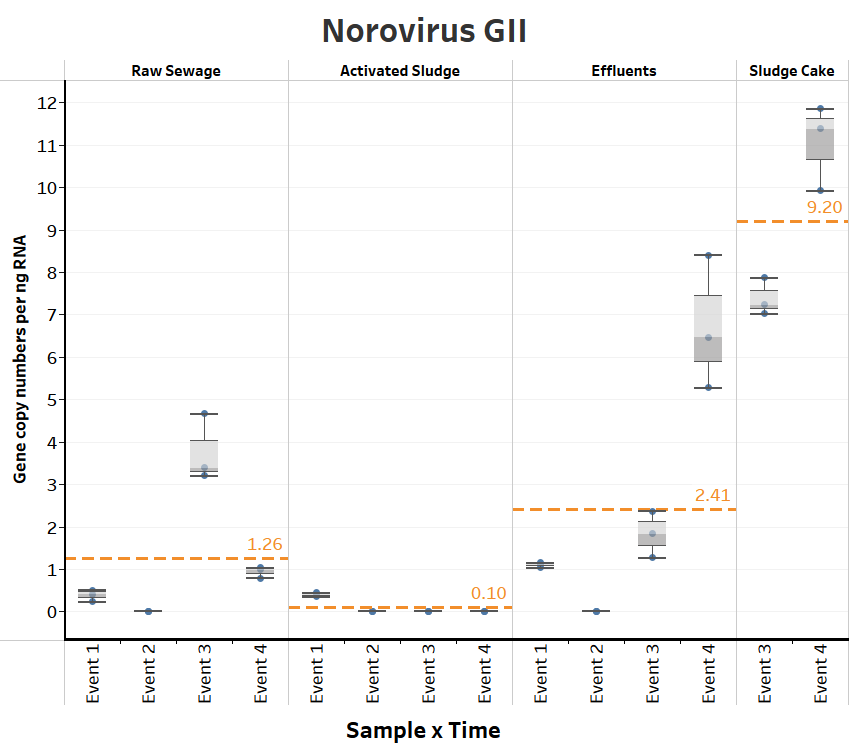 Norovirus GII
Raw Sewage
Activated Sludge
Effluents
Sludge Cake
Gene copy numbers per ng RNA
12
11
10
9
8
7
6
5
4
3
2
1
0
1.26
0.10
2.41
9.20
Event 1
Event 2
Event 3
Event 4
Event 1
Event 2
Event 3
Event 4
Event 1
Event 2
Event 3
Event 4
Event 3
Event 4
Sample x Time